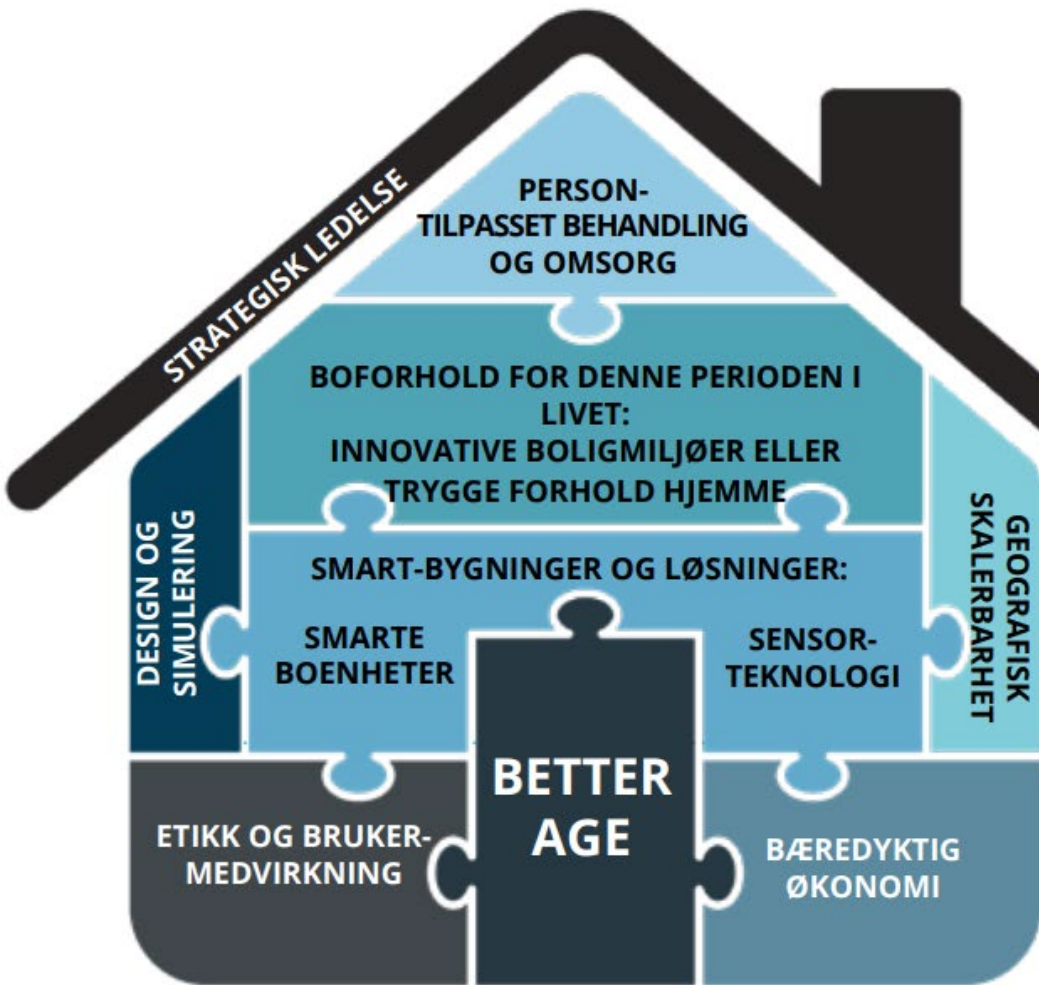 STRATEGISK LEDELSE
PERSON-
TILPASSET BEHANDLING
OG OMSORG
BOFORHOLD FOR DENNE PERIODEN I
LIVET:
INNOVATIVE BOLIGMILJØER ELLER
TRYGGE FORHOLD HJEMME
DESIGN OG
SIMULERING
SMART-BYGNINGER OG LØSNINGER:
SMARTE
BOENHETER
SENSOR-
TEKNOLOGI
GEOGRAFISK
SKALERBARHET
ETIKK OG BRUKER-
MEDVIRKNING
BETTER
AGE
BÆREDYKTIG
ØKONOMI